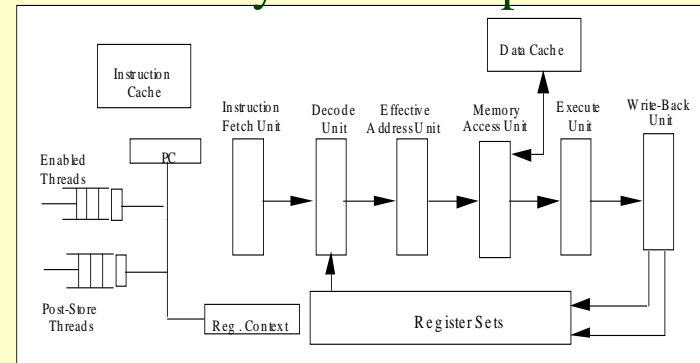 Data Cache
Instruction
Cache
Instruction
Fetch Unit
Decode
Unit
Effective
Address Unit
Memory
Access Unit
Execute
Unit
Write-Back
Unit
PC
Enabled
Threads
Post-Store
Threads
Reg. Context
Register Sets